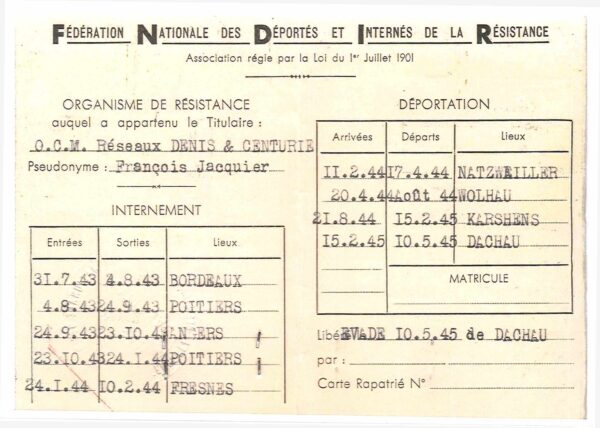 FÉDÉRATION NATIONALE DES DÉPORTÉS ET INTERNÉS DE LA RÉSISTANCE
Association régie par la Loi du 1er Juillet 1901
ORGANISME DE RÉSISTANCE
auquel a appartenu le Titulaire :
O.C.M. Réseaux DENIS & CENTURIE
Pseudonyme : François Jacquier
INTERNEMENT
Entrées Sorties Lieux
31.7.43 4.8.43 BORDEAUX
4.8.43 24.9.43 POITIERS
24.9.43 23.10.43 ANGERS
23.10.43 24.1.44 POITIERS
24.1.44 10.2.44 FRESNES
DÉPORTATION
Arrivées Départs Lieux
11.2.44 17.4.44 NATZWEILLER
20.4.44 Août 44 WOLHAU
21.8.44 15.2.45 KARSHENS
15.2.45 10.5.45 DACHAU
MATRICULE
EVADE 10.5.45 de DACHAU
par :
Carte Rapatrié N°